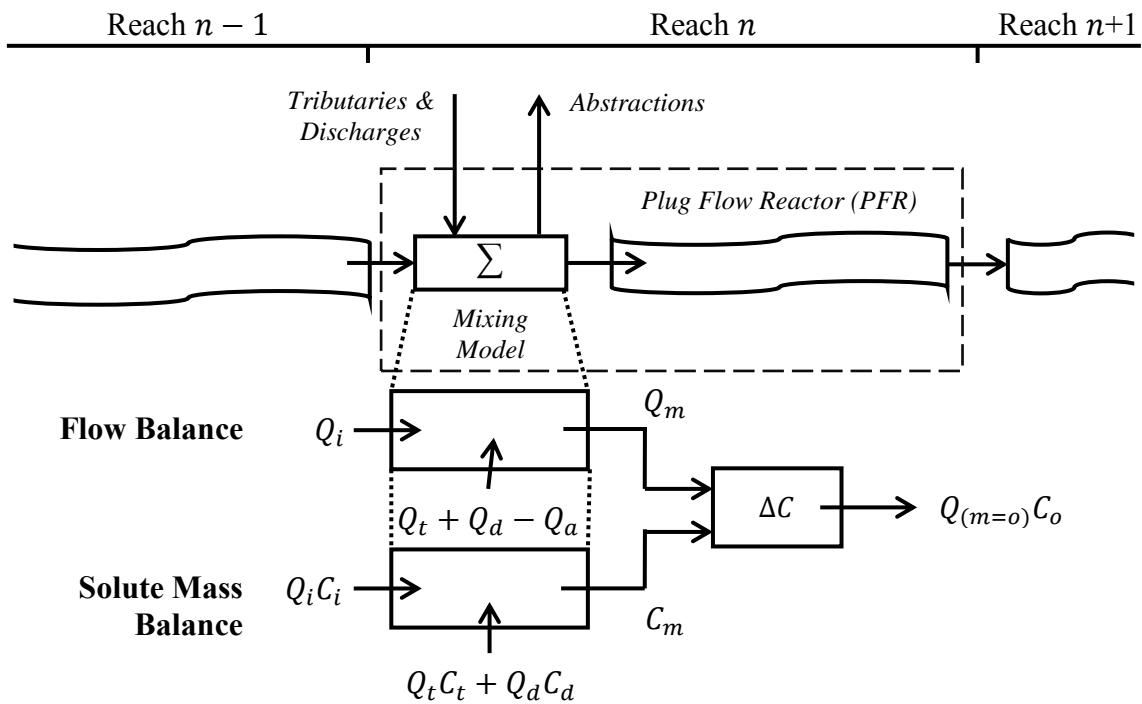 Reach n − 1
Reach n
Reach n+1
Tributaries &
Discharges
Abstractions
Plug Flow Reactor (PFR)
∑
Mixing
Model
Flow Balance
Q_i
Q_m
Q_t + Q_d − Q_a
ΔC
Q_(m=o)C_o
Solute Mass
Balance
Q_iC_i
C_m
Q_tC_t + Q_dC_d